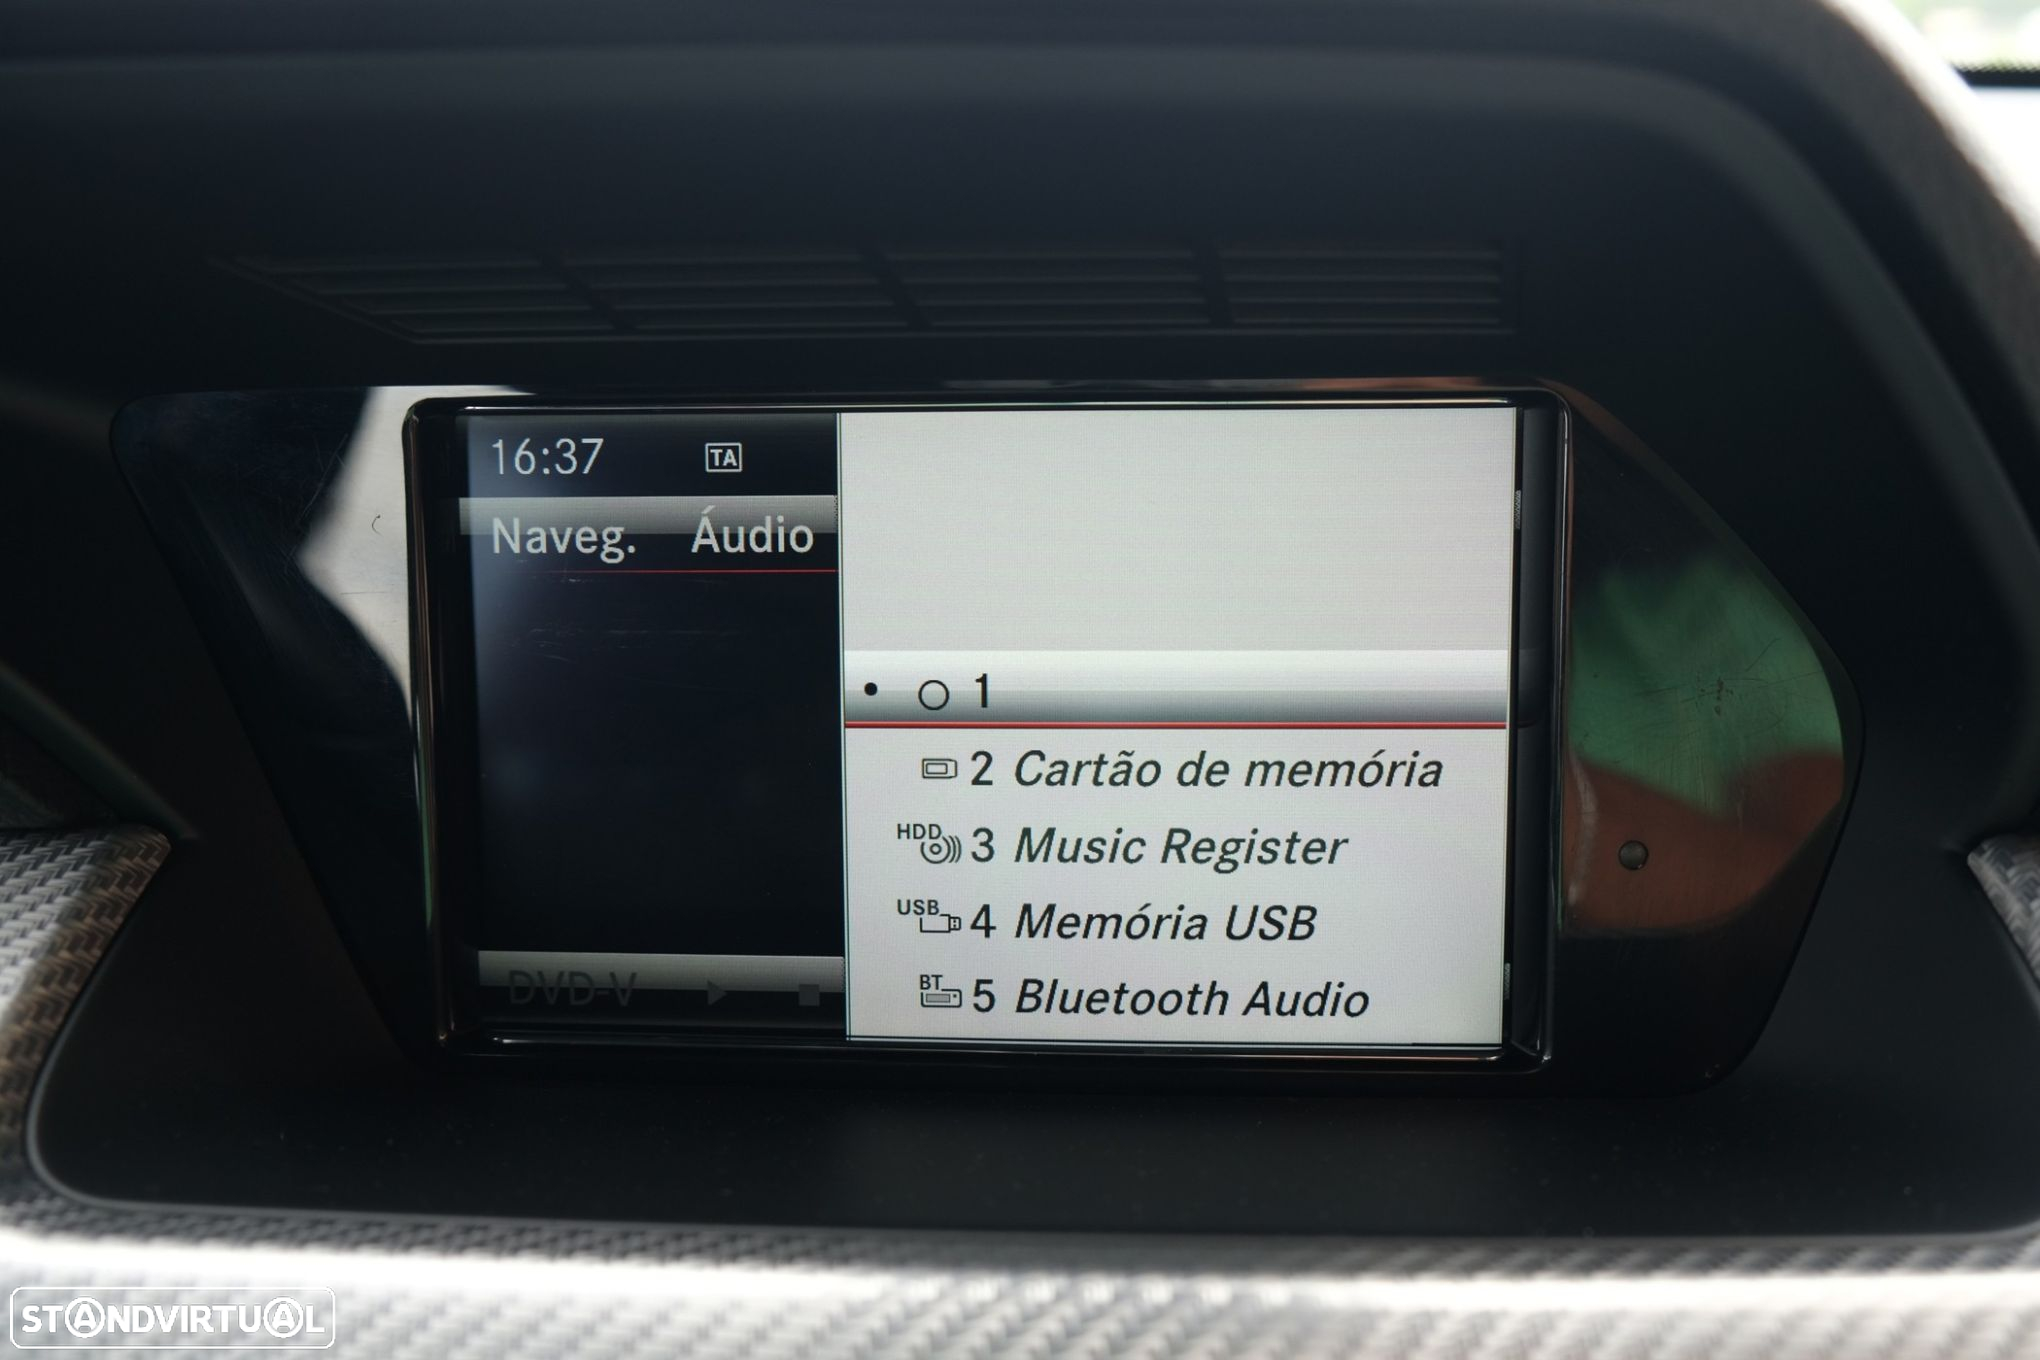 16:37 TA
Naveg. Áudio
1
2 Cartão de memória
HDD 3 Music Register
USB 4 Memória USB
BT 5 Bluetooth Audio
DVD-V
STANDVIRTUAL